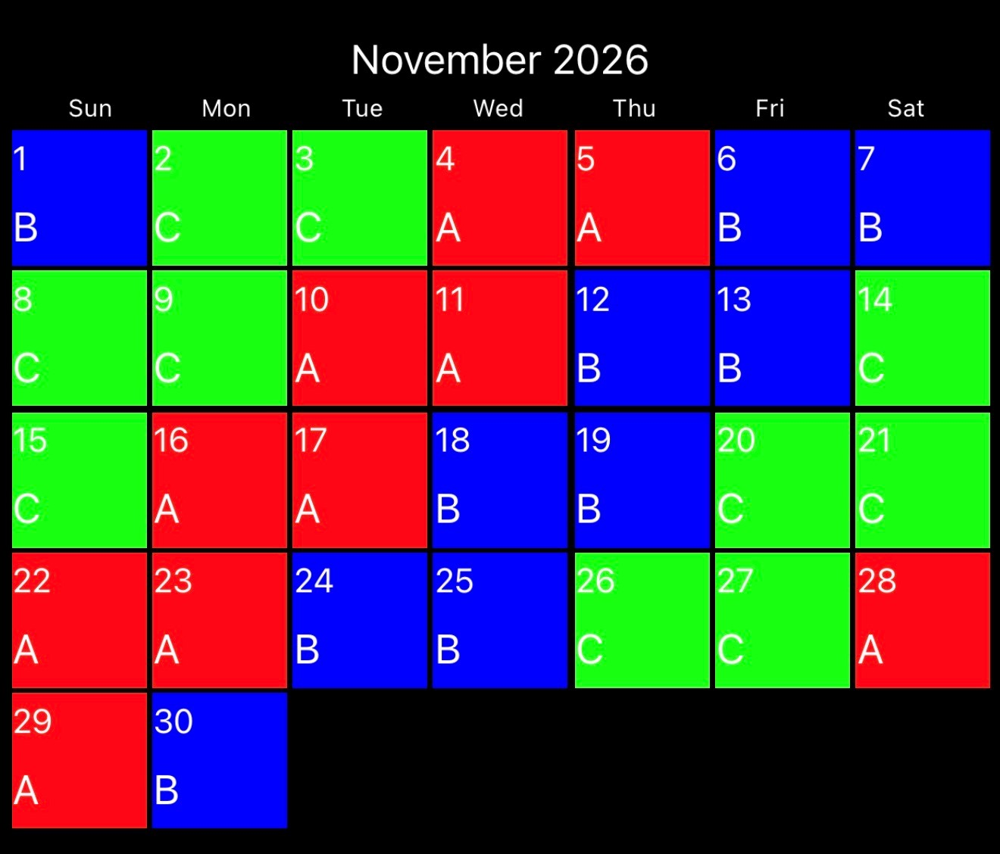 November 2026
Sun Mon Tue Wed Thu Fri Sat
1 2 3 4 5 6 7
B C C A A B B
8 9 10 11 12 13 14
C C A A B B C
15 16 17 18 19 20 21
C A A B B C C
22 23 24 25 26 27 28
A A B B C C A
29 30
A B